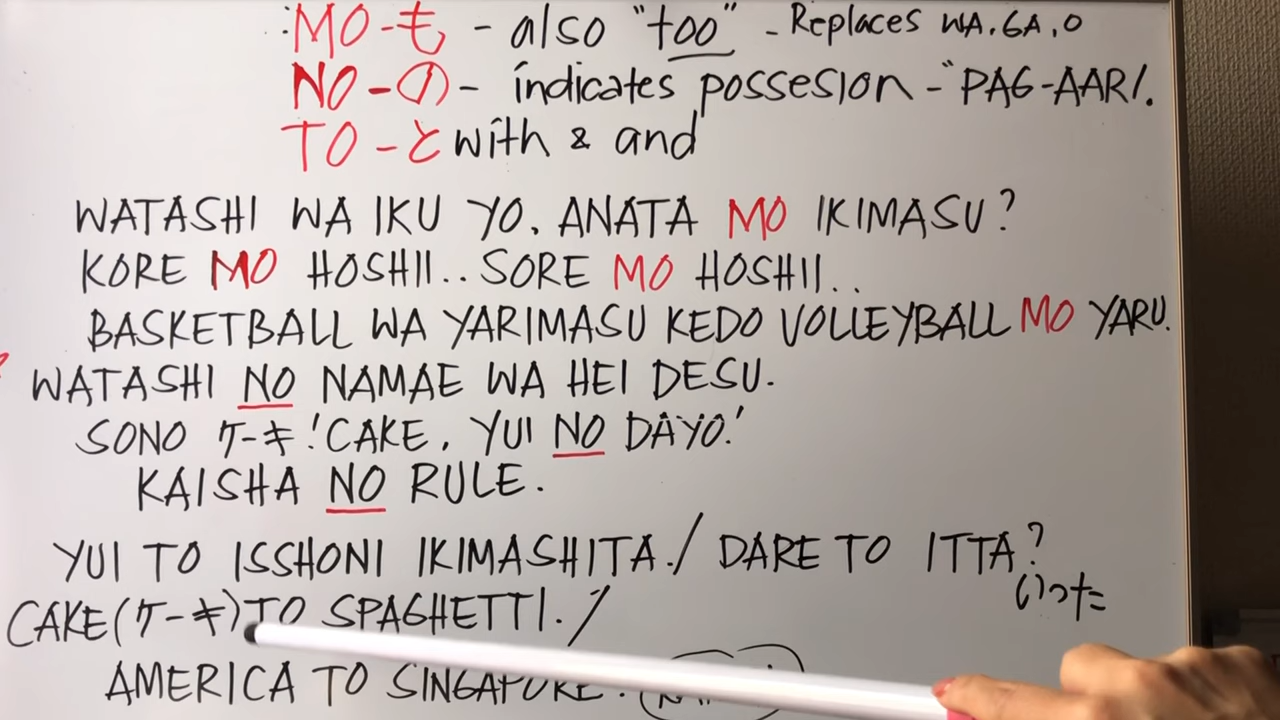 MO-も - also "too" - Replaces WA.GA.O
NO-の - indicates possesion - "PAG-AARI.
TO-と with & and
WATASHI WA IKU YO. ANATA MO IKIMASU?
KORE MO HOSHII.. SORE MO HOSHII..
BASKETBALL WA YARIMASU KEDO VOLLEYBALL MO YARU.
? WATASHI NO NAMAE WA HEI DESU.
SONO ケーキ!CAKE. YUI NO DAYO!
KAISHA NO RULE.
YUI TO ISSHONI IKIMASHITA./ DARE TO ITTA?
いった
CAKE(ケーキ)TO SPAGHETTI./
AMERICA TO SINGAPORE.